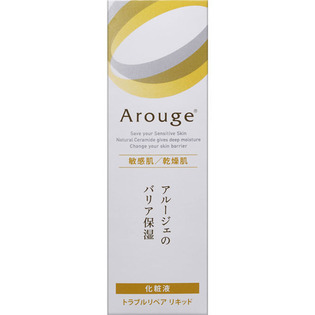 Arouge®
Save your Sensitive Skin
Natural Ceramide gives deep moisture
Change your skin barrier
敏感肌/乾燥肌
アルージェの
バリア保湿
化粧液
トラブルリペア リキッド